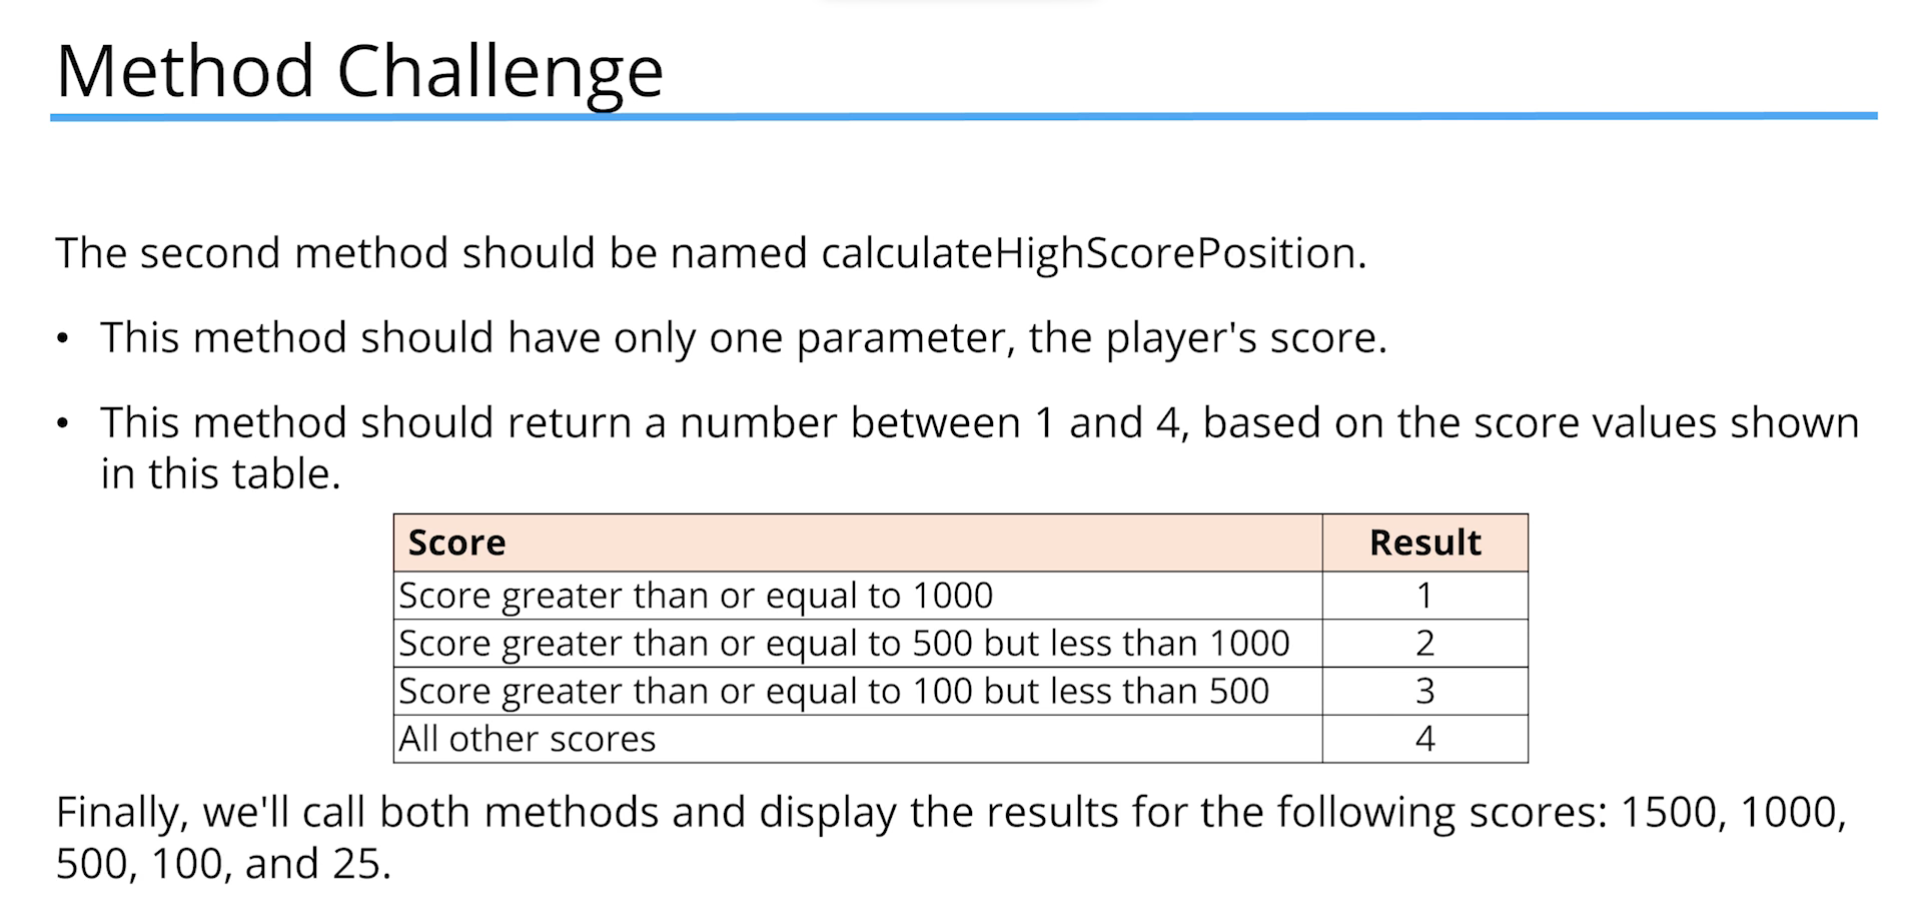 Method Challenge
The second method should be named calculateHighScorePosition.
• This method should have only one parameter, the player's score.
• This method should return a number between 1 and 4, based on the score values shown
in this table.
Score Result
Score greater than or equal to 1000 1
Score greater than or equal to 500 but less than 1000 2
Score greater than or equal to 100 but less than 500 3
All other scores 4
Finally, we'll call both methods and display the results for the following scores: 1500, 1000,
500, 100, and 25.